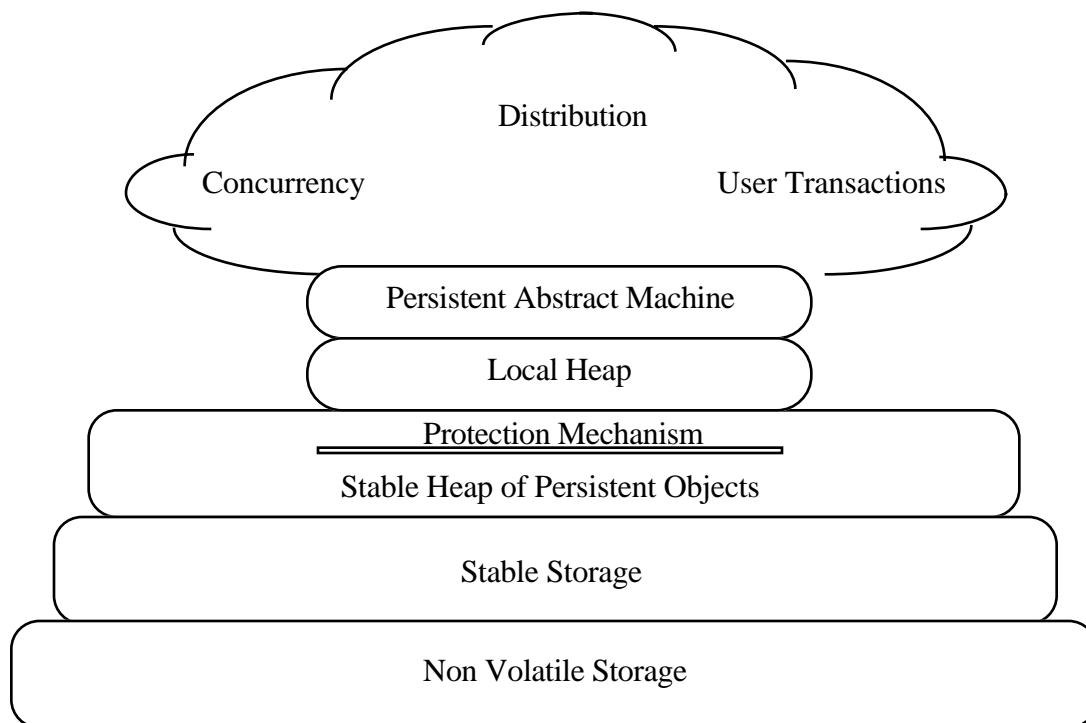 Distribution
Concurrency
User Transactions
Persistent Abstract Machine
Local Heap
Protection Mechanism
Stable Heap of Persistent Objects
Stable Storage
Non Volatile Storage